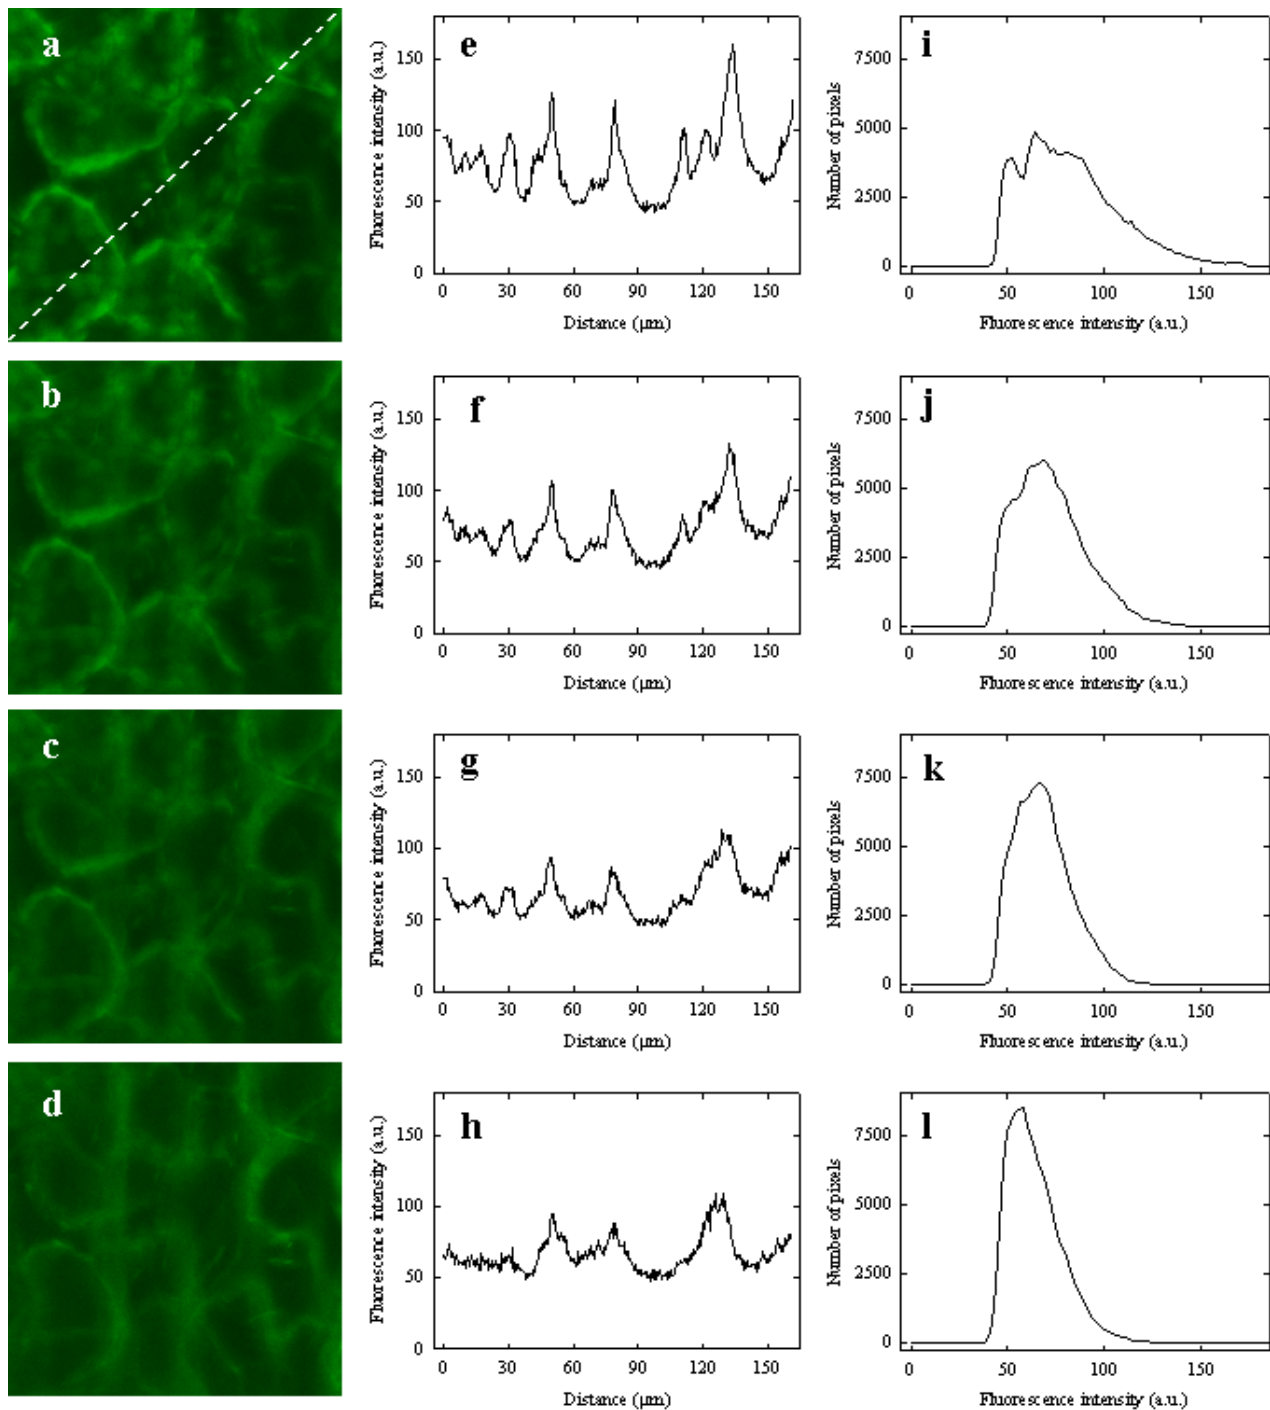 a
e
i
Fluorescence intensity (a.u.)
150
100
50
0
0 30 60 90 120 150
Distance (μm)
Number of pixels
7500
5000
2500
0
0 50 100 150
Fluorescence intensity (a.u.)
b
f
j
Fluorescence intensity (a.u.)
150
100
50
0
0 30 60 90 120 150
Distance (μm)
Number of pixels
7500
5000
2500
0
0 50 100 150
Fluorescence intensity (a.u.)
c
g
k
Fluorescence intensity (a.u.)
150
100
50
0
0 30 60 90 120 150
Distance (μm)
Number of pixels
7500
5000
2500
0
0 50 100 150
Fluorescence intensity (a.u.)
d
h
l
Fluorescence intensity (a.u.)
150
100
50
0
0 30 60 90 120 150
Distance (μm)
Number of pixels
7500
5000
2500
0
0 50 100 150
Fluorescence intensity (a.u.)